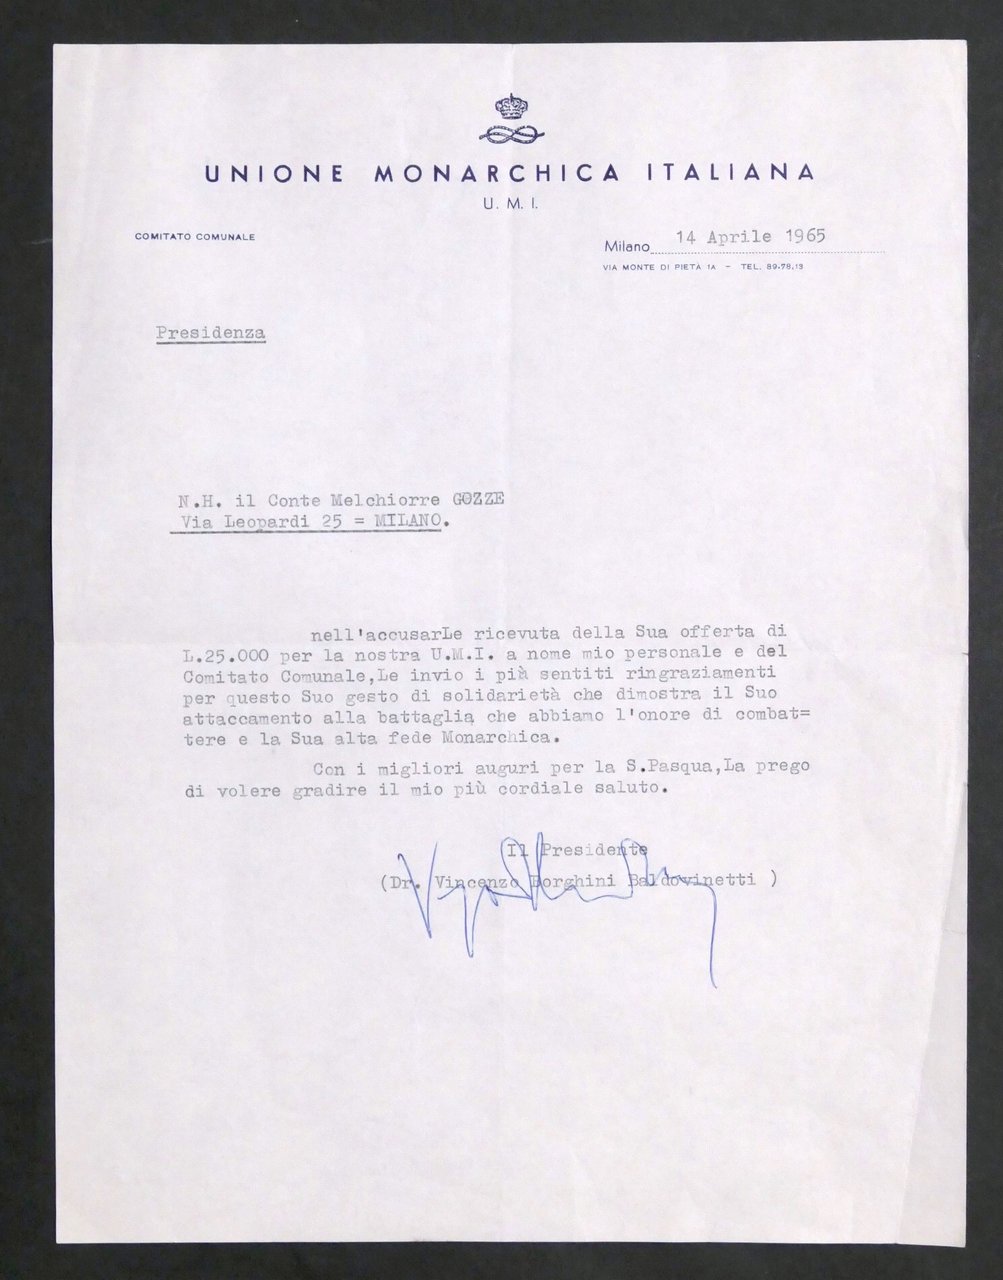 UNIONE MONARCHICA ITALIANA
U. M. I.
COMITATO COMUNALE
Milano 14 Aprile 1965
VIA MONTE DI PIETÀ 1A - TEL. 89.78.13
Presidenza
N.H. il Conte Melchiorre GOZZE
Via Leopardi 25 = MILANO.
nell'accusarLe ricevuta della Sua offerta di
L.25.000 per la nostra U.M.I. a nome mio personale e del
Comitato Comunale,Le invio i più sentiti ringraziamenti
per questo Suo gesto di solidarietà che dimostra il Suo
attaccamento alla battaglia che abbiamo l'onore di combat=
tere e la Sua alta fede Monarchica.
Con i migliori auguri per la S.Pasqua,La prego
di volere gradire il mio più cordiale saluto.
Il Presidente
(Dr. Vincenzo Borghini Baldovinetti )